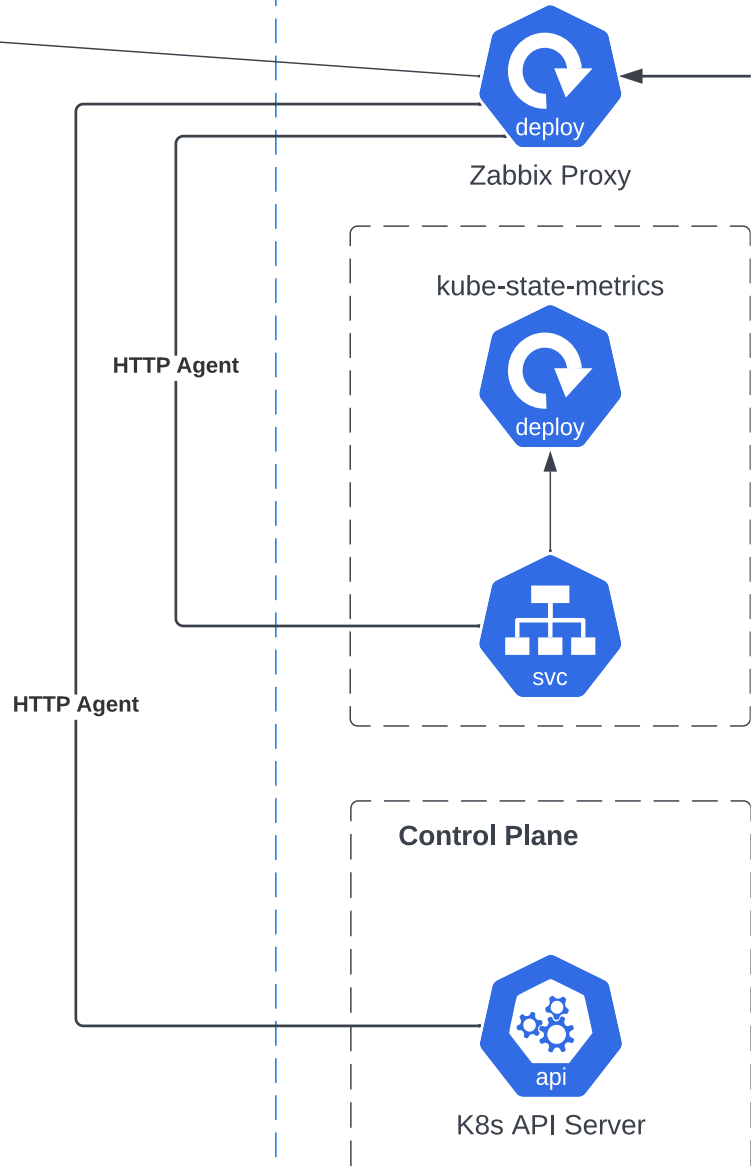 deploy
Zabbix Proxy
kube-state-metrics
HTTP Agent
deploy
svc
HTTP Agent
Control Plane
api
K8s API Server